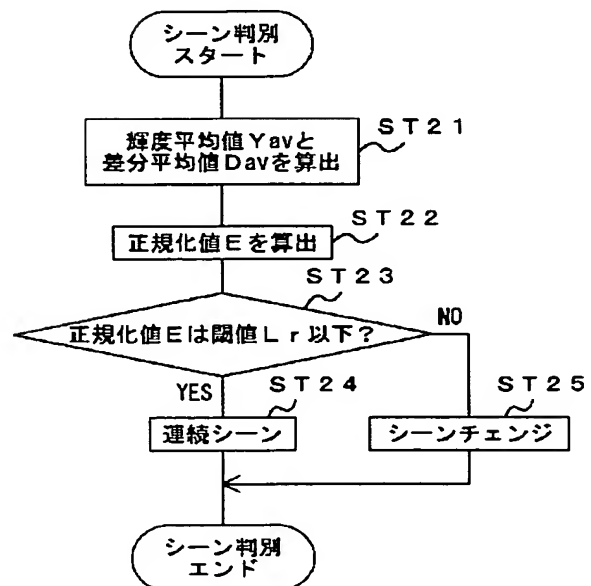 シーン判別
スタート
ST21
輝度平均値Yavと
差分平均値Davを算出
ST22
正規化値Eを算出
ST23
正規化値Eは閾値Lr以下?
NO
YES
ST24
ST25
連続シーン
シーンチェンジ
シーン判別
エンド